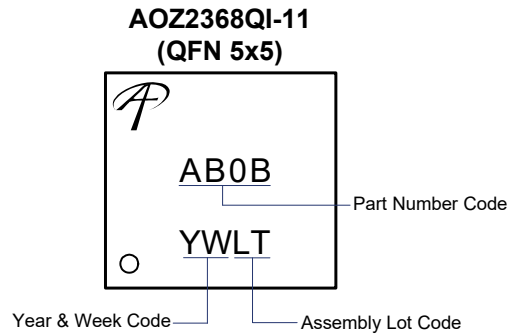 AOZ2368QI-11
(QFN 5x5)
AB0B
Part Number Code
YWLT
Year & Week Code
Assembly Lot Code